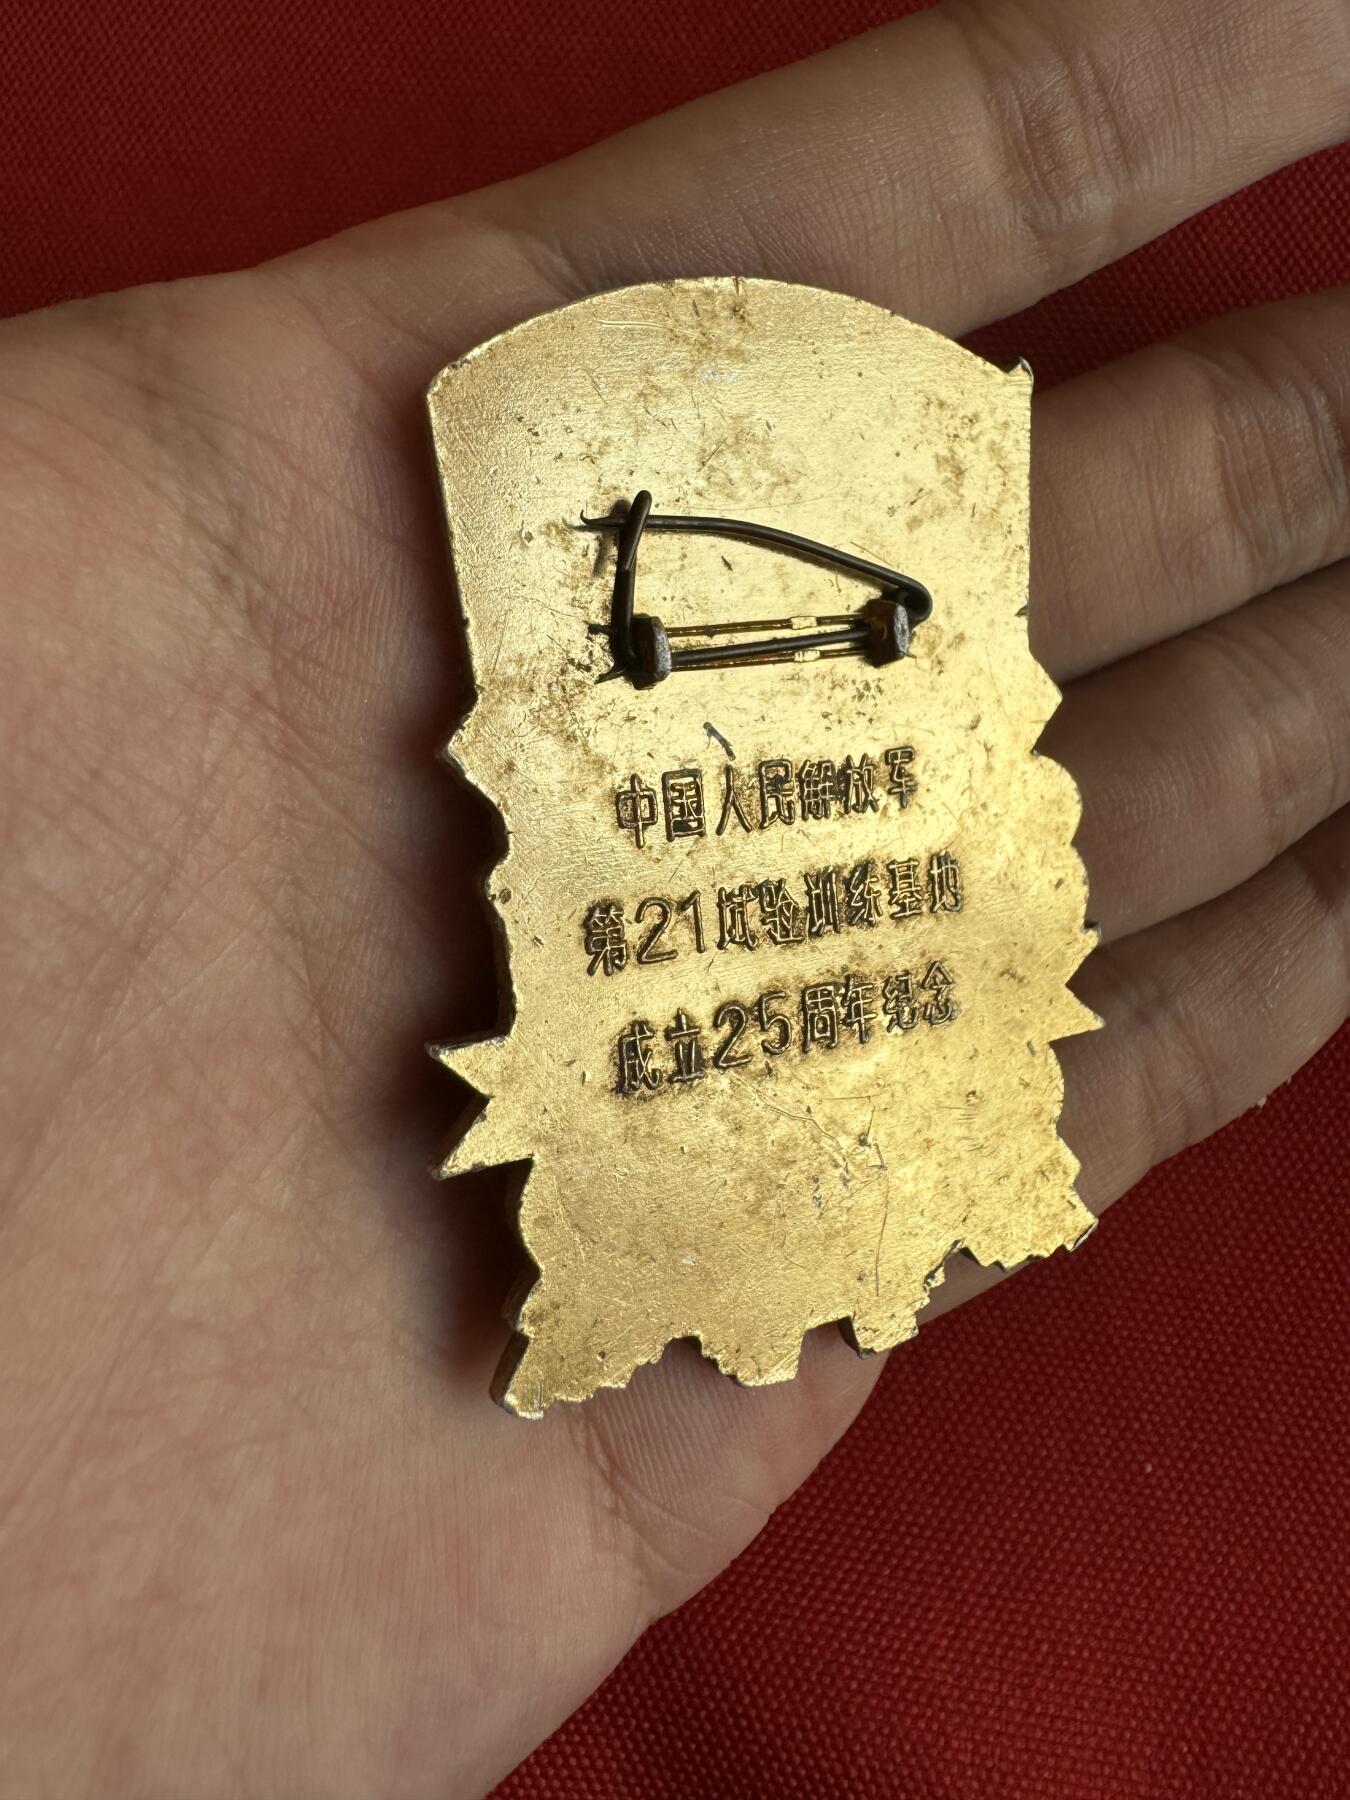 中国人民解放军
第21试验训练基地
成立25周年纪念